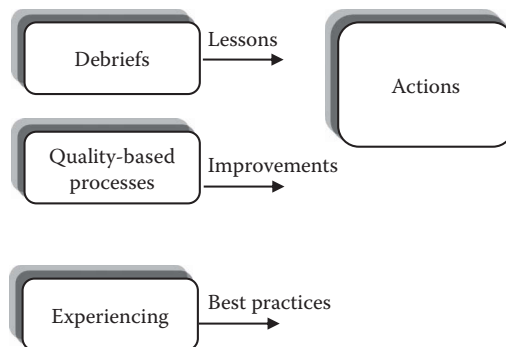 Debriefs
Lessons
Actions
Quality-based
processes
Improvements
Experiencing
Best practices